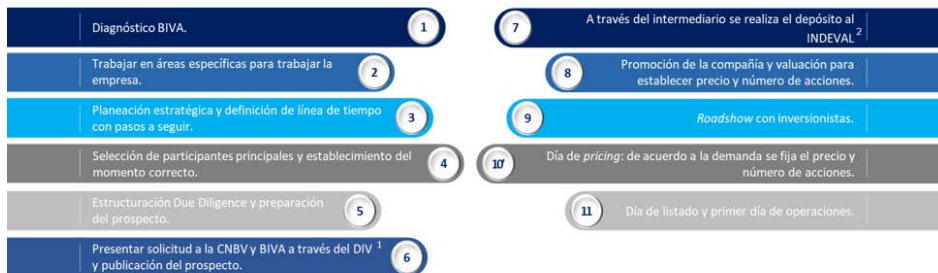 Diagnóstico BIVA.
1
Trabajar en áreas específicas para trabajar la
empresa.
2
Planeación estratégica y definición de línea de tiempo
con pasos a seguir.
3
Selección de participantes principales y establecimiento del
momento correcto.
4
Estructuración Due Diligence y preparación
del prospecto.
5
Presentar solicitud a la CNBV y BIVA a través del DIV 1
y publicación del prospecto.
6
7
A través del intermediario se realiza el depósito al
INDEVAL 2
8
Promoción de la compañía y valuación para
establecer precio y número de acciones.
9
Roadshow con inversionistas.
10
Día de pricing: de acuerdo a la demanda se fija el precio y
número de acciones.
11
Día de listado y primer día de operaciones.